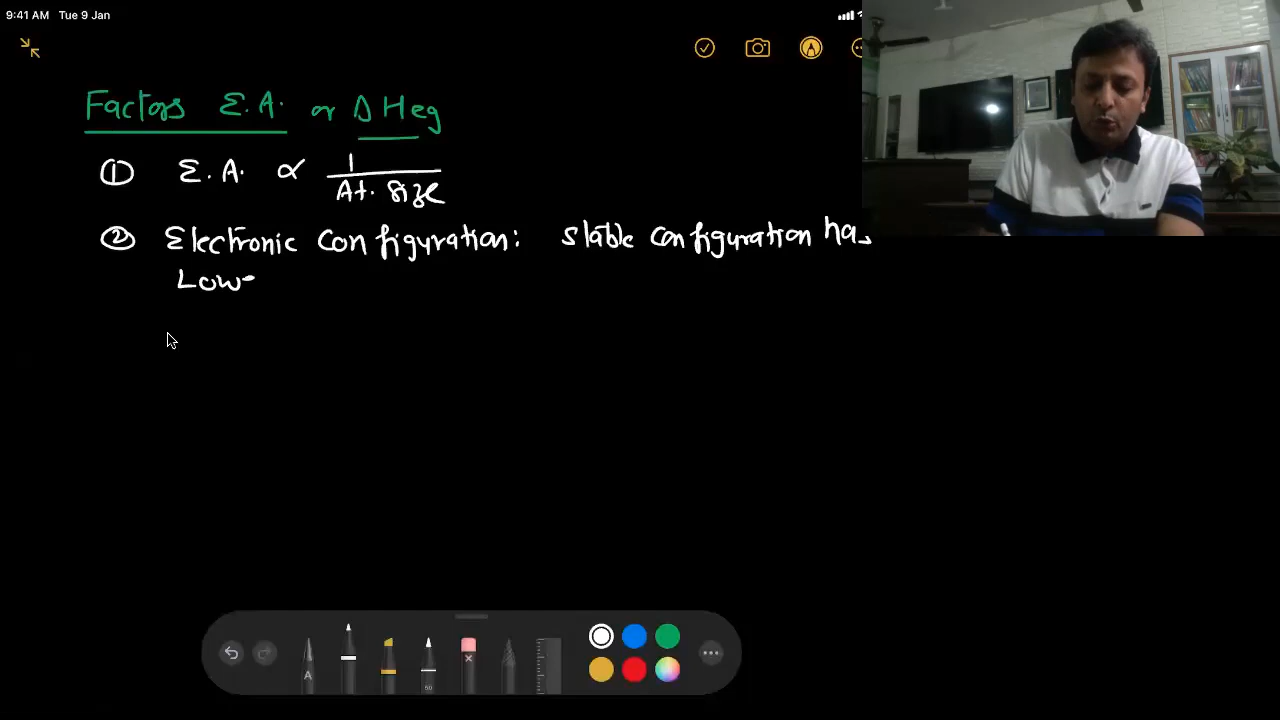 9:41 AM Tue 9 Jan
Factors E.A. or ΔHeg
① E.A. ∝ 1 / At. Size
② Electronic Configuration: Stable Configuration has
Low-
A
50